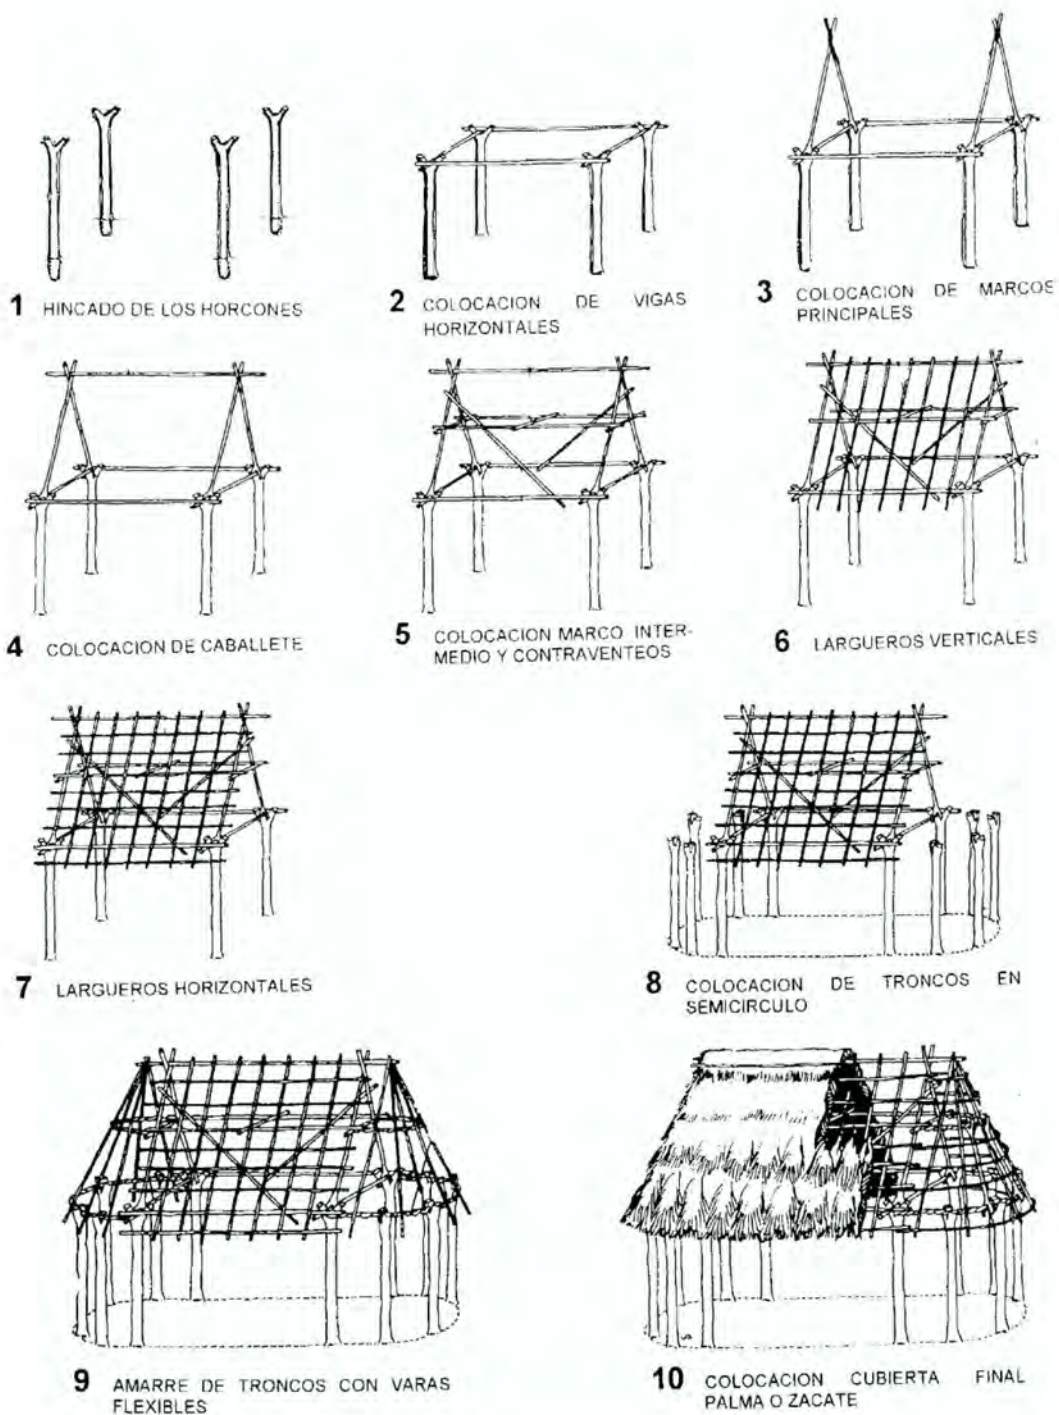 1 HINCADO DE LOS HORCONES
2 COLOCACION DE VIGAS
HORIZONTALES
3 COLOCACION DE MARCOS
PRINCIPALES
4 COLOCACION DE CABALLETE
5 COLOCACION MARCO INTER-
MEDIO Y CONTRAVENTEOS
6 LARGUEROS VERTICALES
7 LARGUEROS HORIZONTALES
8 COLOCACION DE TRONCOS EN
SEMICIRCULO
9 AMARRE DE TRONCOS CON VARAS
FLEXIBLES
10 COLOCACION CUBIERTA FINAL
PALMA O ZACATE